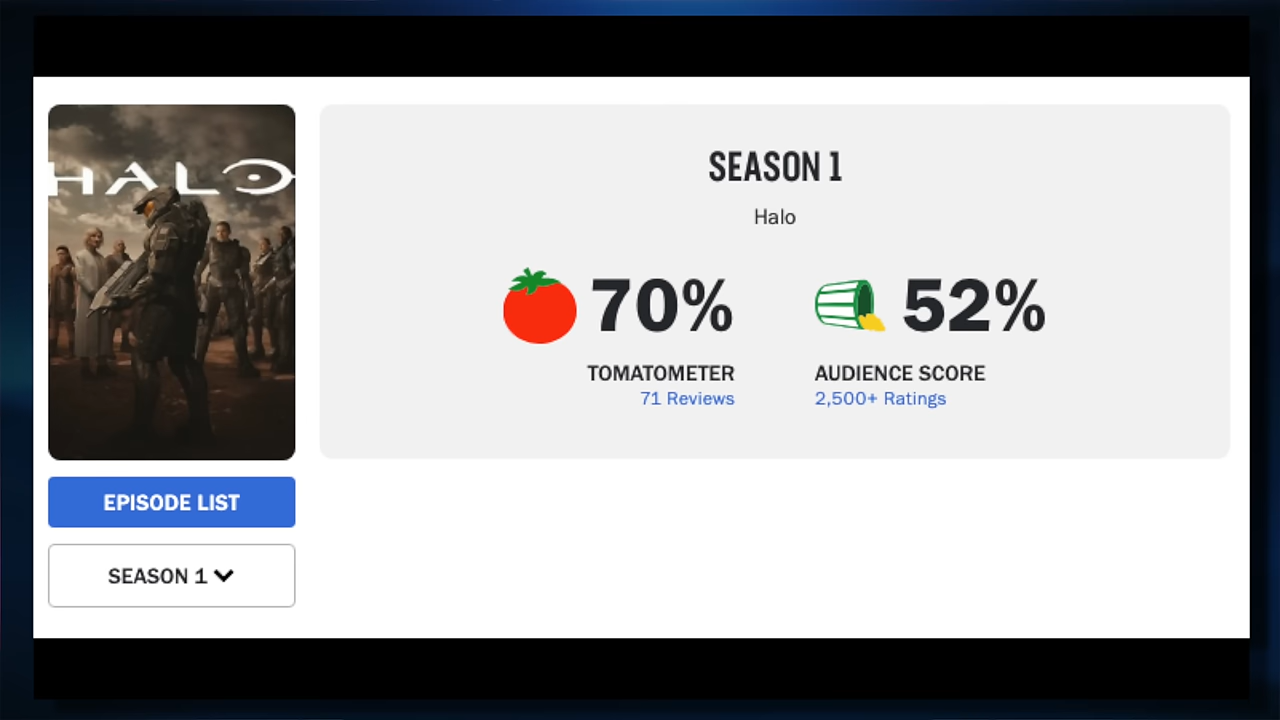 HALO
EPISODE LIST
SEASON 1
SEASON 1
Halo
70%
52%
TOMATOMETER
AUDIENCE SCORE
71 Reviews
2,500+ Ratings